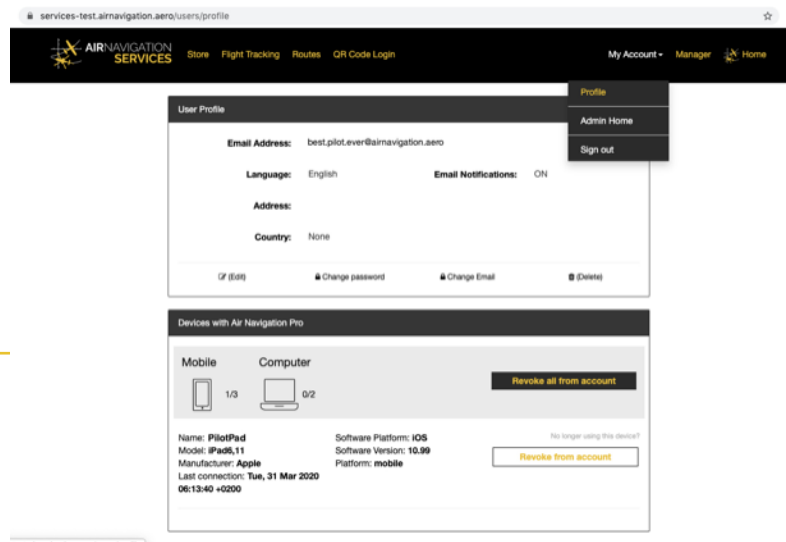 services-test.airnavigation.aero/users/profile
AIRNAVIGATION
SERVICES
Store Flight Tracking Routes QR Code Login My Account Manager Home
Profile
Admin Home
Sign out
User Profile
Email Address: best.pilot.ever@airnavigation.aero
Language: English Email Notifications: ON
Address:
Country: None
(Edit) Change password Change Email (Delete)
Devices with Air Navigation Pro
Mobile Computer
1/3 0/2
Revoke all from account
Name: PilotPad Software Platform: iOS No longer using this device?
Model: iPad6,11 Software Version: 10.99
Manufacturer: Apple Platform: mobile Revoke from account
Last connection: Tue, 31 Mar 2020
06:13:40 +0200